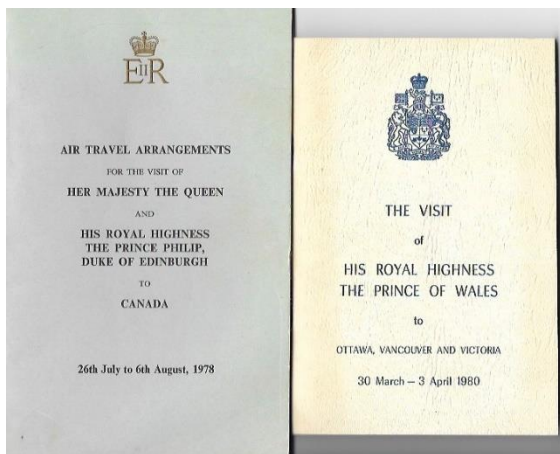 EIIR
AIR TRAVEL ARRANGEMENTS
FOR THE VISIT OF
HER MAJESTY THE QUEEN
AND
HIS ROYAL HIGHNESS
THE PRINCE PHILIP,
DUKE OF EDINBURGH
TO
CANADA
26th July to 6th August, 1978
THE VISIT
of
HIS ROYAL HIGHNESS
THE PRINCE OF WALES
to
OTTAWA, VANCOUVER AND VICTORIA
30 March – 3 April 1980